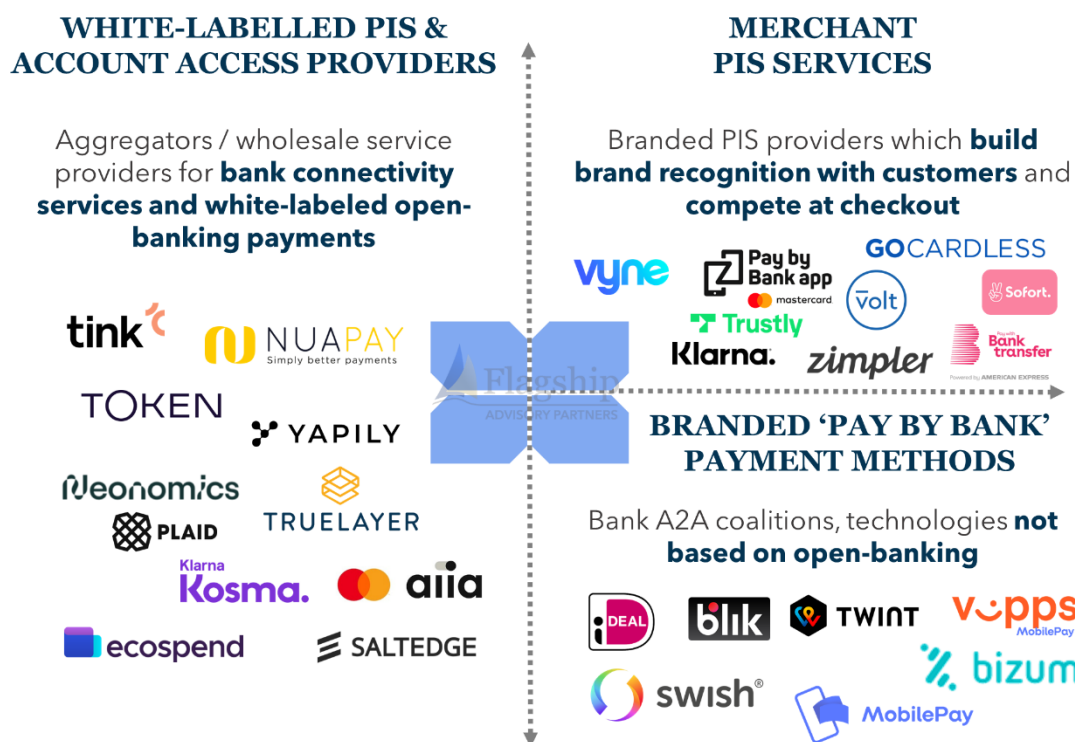 WHITE-LABELLED PIS &
ACCOUNT ACCESS PROVIDERS
Aggregators / wholesale service
providers for bank connectivity
services and white-labeled open-
banking payments
tink
NUAPAY
Simply better payments
TOKEN
YAPILY
Neonomics
PLAID
TRUELAYER
Klarna
Kosma.
aiia
ecospend
SALTEDGE
Flagship
ADVISORY PARTNERS
MERCHANT
PIS SERVICES
Branded PIS providers which build
brand recognition with customers and
compete at checkout
vyne
Pay by
Bank app
mastercard
GOCARDLESS
volt
Sofort.
Trustly
Klarna.
zimpler
Pay with
Bank
transfer
Powered by AMERICAN EXPRESS
BRANDED ‘PAY BY BANK’
PAYMENT METHODS
Bank A2A coalitions, technologies not
based on open-banking
iDEAL
blik
TWINT
vipps
MobilePay
bizum
swish®
MobilePay